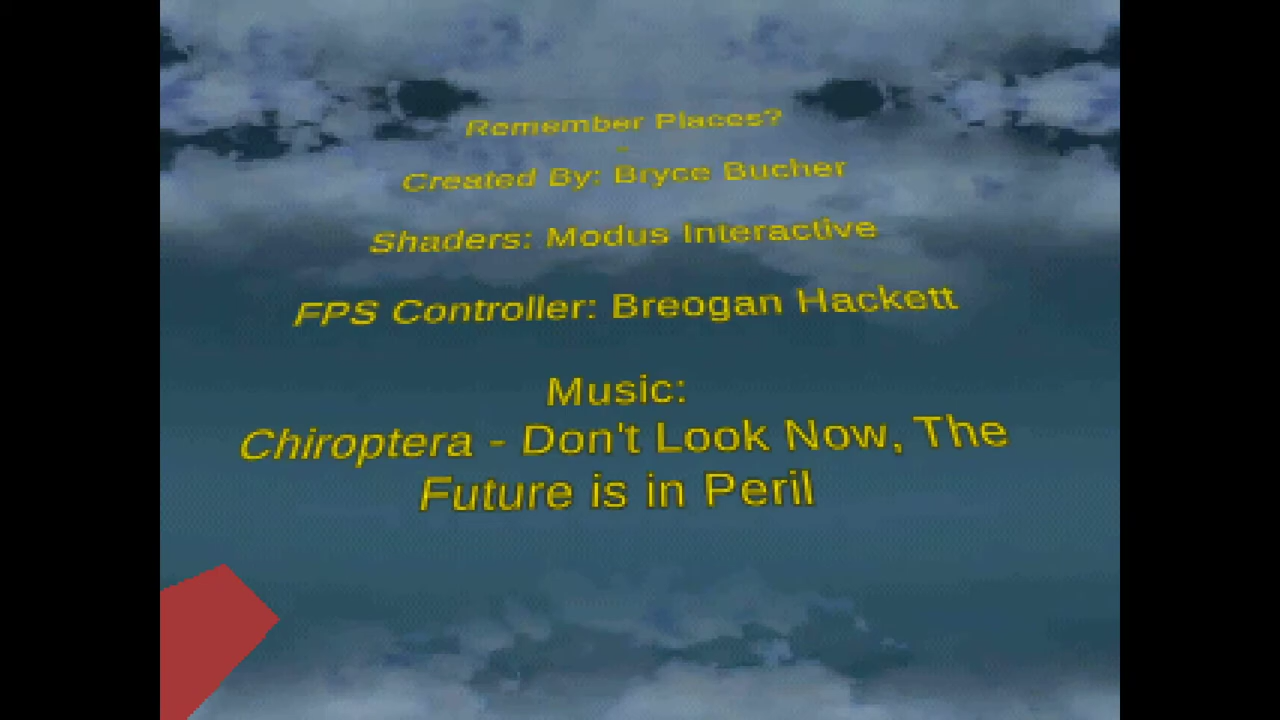 Remember Places?
-
Created By: Bryce Bucher
Shaders: Modus Interactive
FPS Controller: Breogan Hackett
Music:
Chiroptera - Don't Look Now, The
Future is in Peril